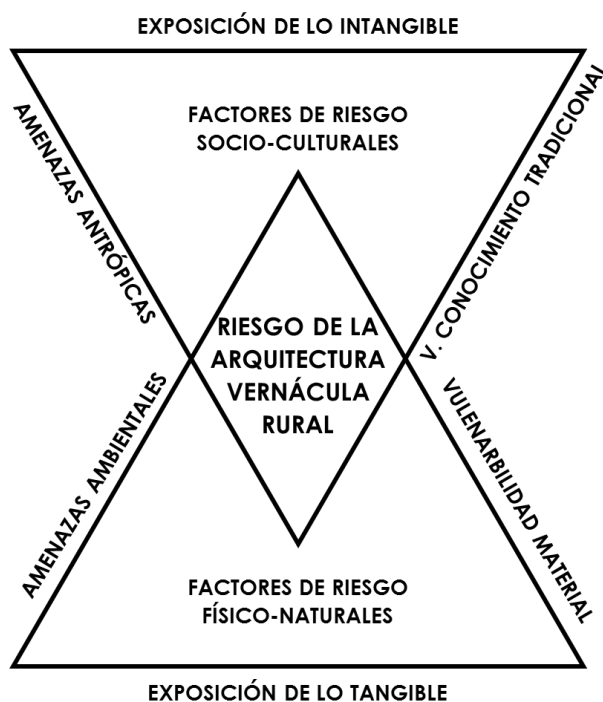 EXPOSICIÓN DE LO INTANGIBLE
AMENAZAS ANTRÓPICAS
FACTORES DE RIESGO
SOCIO-CULTURALES
V. CONOCIMIENTO TRADICIONAL
RIESGO DE LA
ARQUITECTURA
VERNÁCULA
RURAL
AMENAZAS AMBIENTALES
VULENARBILIDAD MATERIAL
FACTORES DE RIESGO
FÍSICO-NATURALES
EXPOSICIÓN DE LO TANGIBLE